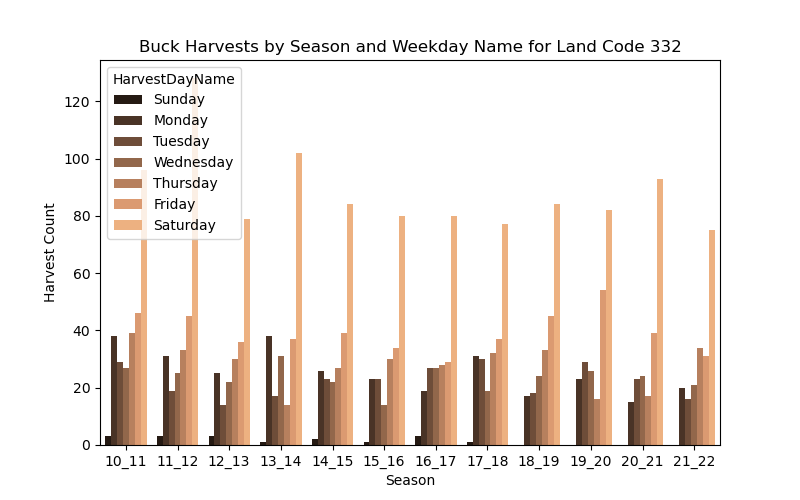 Buck Harvests by Season and Weekday Name for Land Code 332
HarvestDayName
Sunday
Monday
Tuesday
Wednesday
Thursday
Friday
Saturday
120
100
80
60
40
20
0
Harvest Count
10_11 11_12 12_13 13_14 14_15 15_16 16_17 17_18 18_19 19_20 20_21 21_22
Season